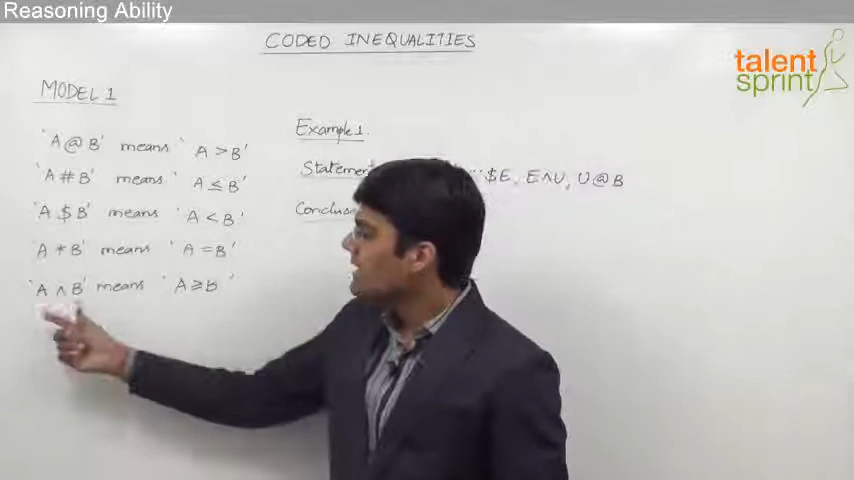 Reasoning Ability
CODED INEQUALITIES
talent
sprint
MODEL 1
'A @ B' means 'A > B'
'A # B' means 'A ≤ B'
'A $ B' means 'A < B'
'A * B' means 'A = B'
'A ∧ B' means 'A ≥ B'
Example 1.
$E, E∧U, U@B